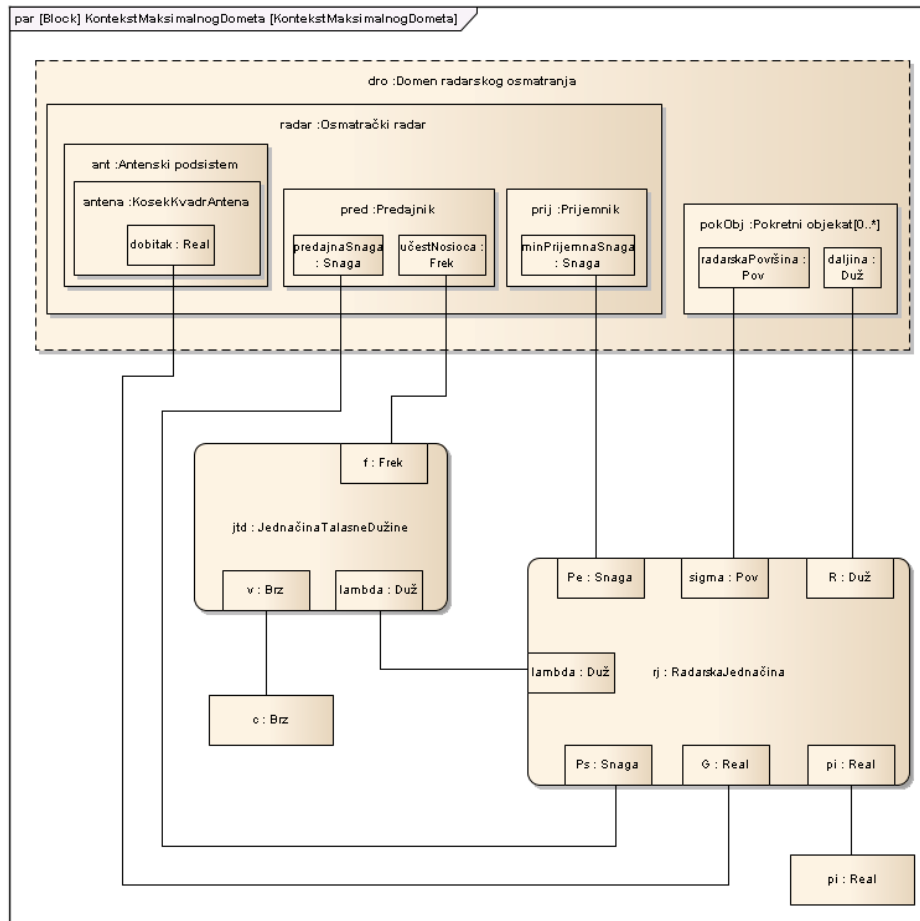 par [Block] KontekstMaksimalnogDometa [KontekstMaksimalnogDometa]
dro :Domen radarskog osmatranja
radar :Osmatrački radar
ant :Antenski podsistem
antena :KosekKvadrAntena
dobitak : Real
pred :Predajnik
predajnaSnaga
: Snaga
učestNosioca :
Frek
prij :Prijemnik
minPrijemnaSnaga
: Snaga
pokObj :Pokretni objekat[0..*]
radarskaPovršina :
Pov
daljina :
Duž
f : Frek
jtd : JednačinaTalasneDužine
v : Brz
lambda : Duž
c : Brz
Pe : Snaga
sigma : Pov
R : Duž
lambda : Duž
rj : RadarskaJednačina
Ps : Snaga
G : Real
pi : Real
pi : Real